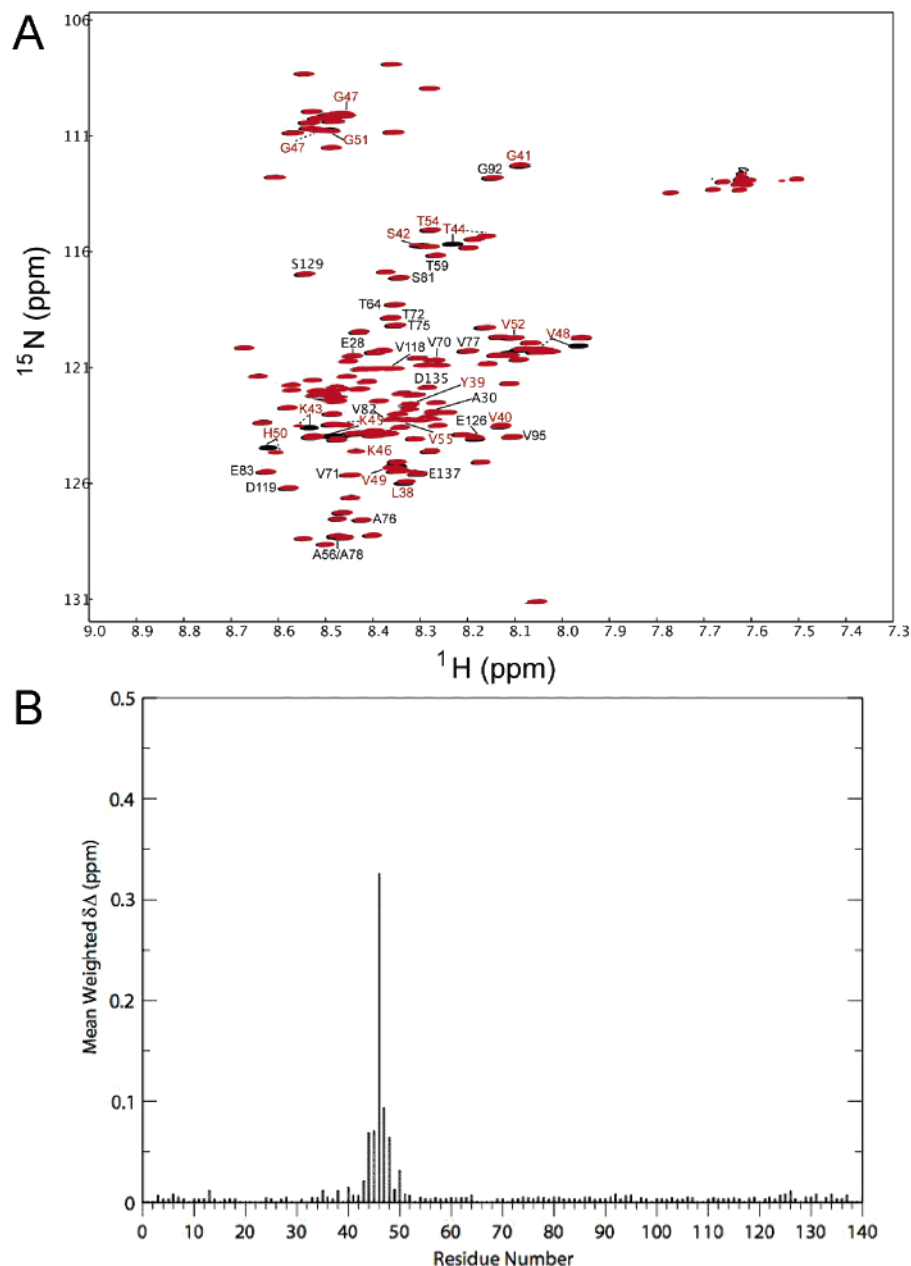 A
106
111
116
121
126
131
15N (ppm)
G47
G47
G51
G92
G41
T54
T44
S42
T59
S129
S81
T64
T72
T75
V52
V48
E28
V118
V70
V77
D135
Y39
A30
V82
K43
K45
E126
V40
H50
K46
V55
V95
E83
V71
V49
E137
D119
L38
A76
A56/A78
9.0 8.9 8.8 8.7 8.6 8.5 8.4 8.3 8.2 8.1 8.0 7.9 7.8 7.7 7.6 7.5 7.4 7.3
1H (ppm)
B
0.5
0.4
0.3
0.2
0.1
0
Mean Weighted δΔ (ppm)
0 10 20 30 40 50 60 70 80 90 100 110 120 130 140
Residue Number